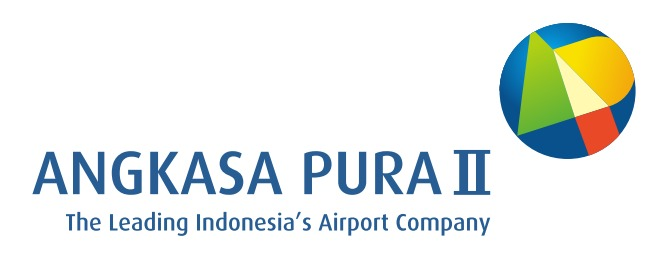 ANGKASA PURA II
The Leading Indonesia's Airport Company